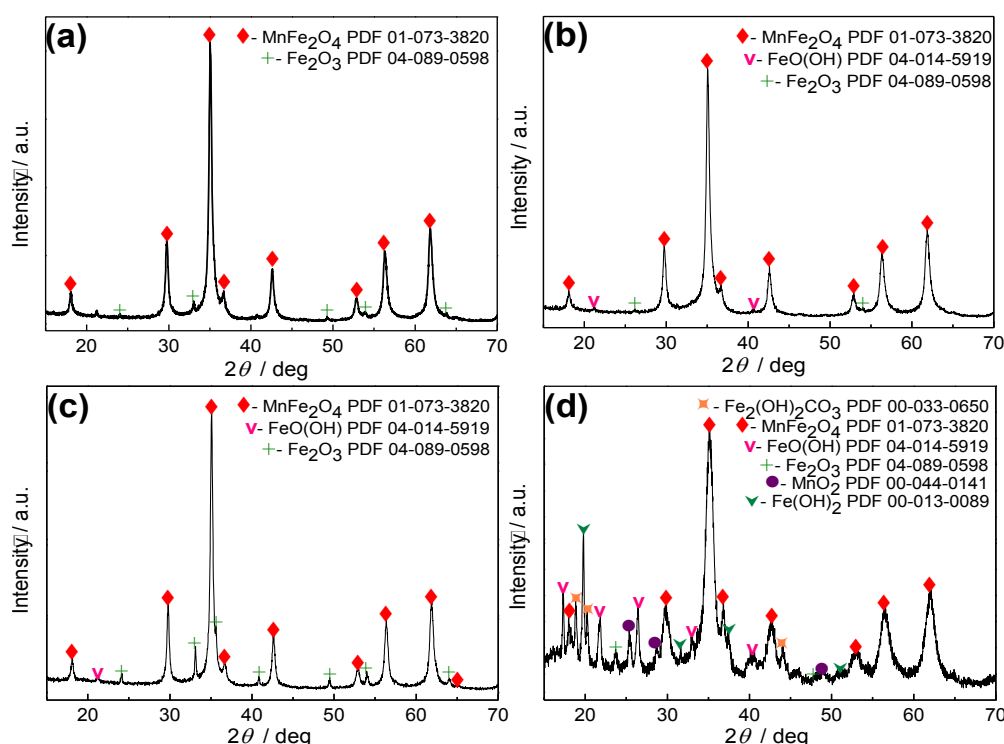 (a)
◆- MnFe2O4 PDF 01-073-3820
+- Fe2O3 PDF 04-089-0598
Intensity / a.u.
15 20 30 40 50 60 70
2θ / deg
(b)
◆- MnFe2O4 PDF 01-073-3820
v- FeO(OH) PDF 04-014-5919
+- Fe2O3 PDF 04-089-0598
Intensity / a.u.
20 30 40 50 60 70
2θ / deg
(c)
◆- MnFe2O4 PDF 01-073-3820
v- FeO(OH) PDF 04-014-5919
+- Fe2O3 PDF 04-089-0598
Intensity / a.u.
20 30 40 50 60 70
2θ / deg
(d)
- Fe2(OH)2CO3 PDF 00-033-0650
◆- MnFe2O4 PDF 01-073-3820
v- FeO(OH) PDF 04-014-5919
+- Fe2O3 PDF 04-089-0598
●- MnO2 PDF 00-044-0141
- Fe(OH)2 PDF 00-013-0089
Intensity / a.u.
20 30 40 50 60 70
2θ / deg